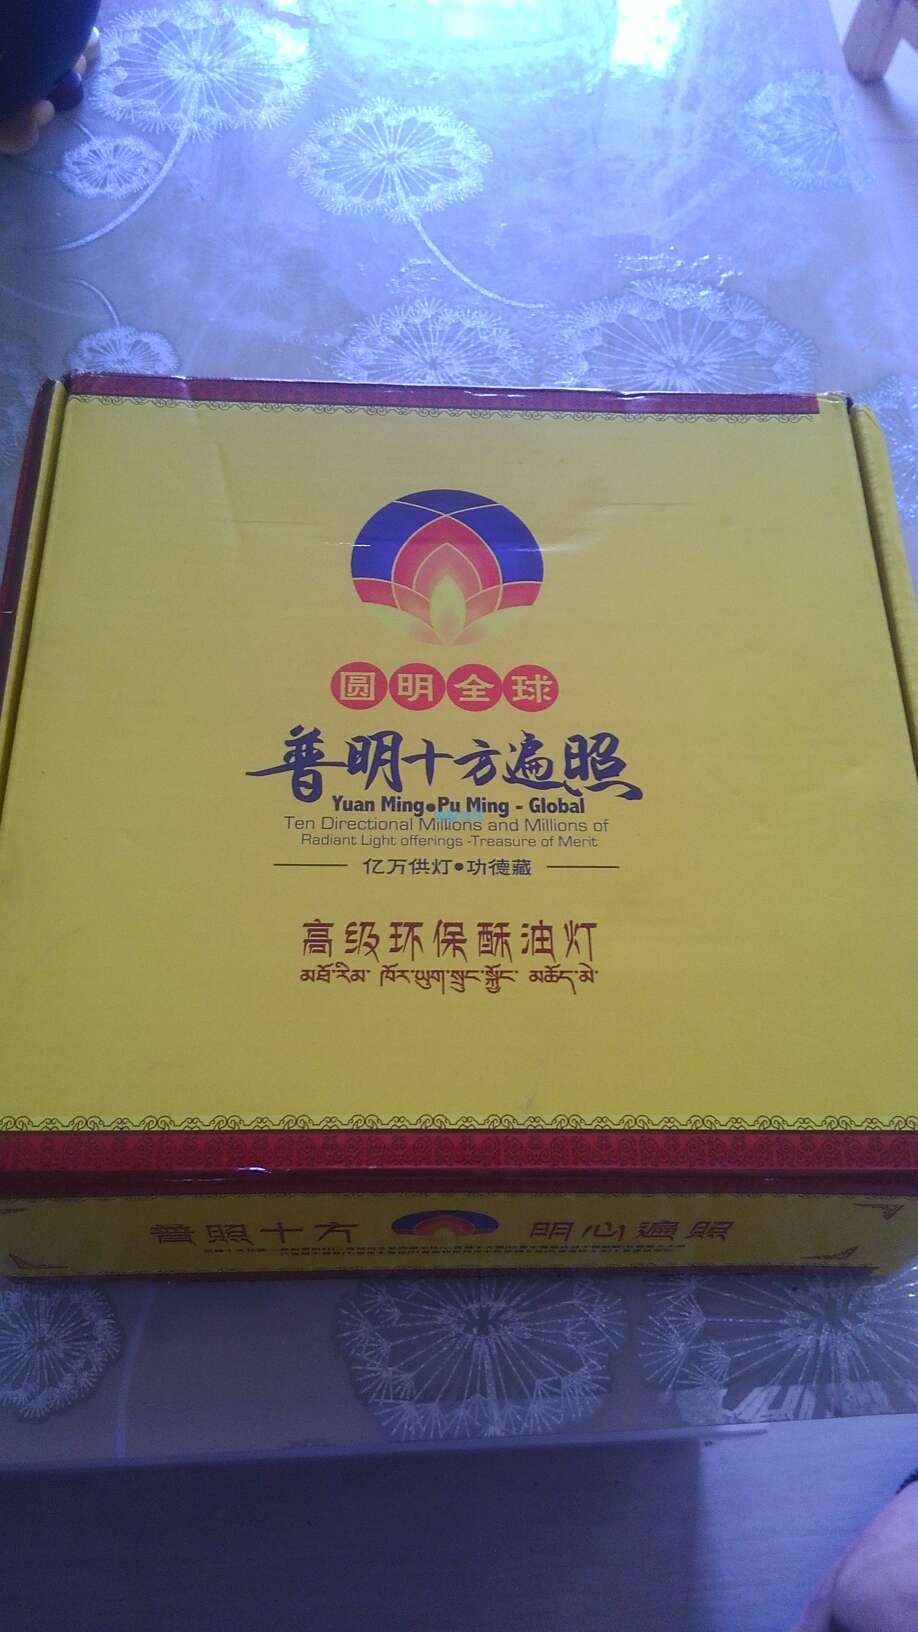 圆明全球
普明十方遍照
Yuan Ming•Pu Ming - Global
Ten Directional Millions and Millions of
Radiant Light offerings -Treasure of Merit
亿万供灯•功德藏
高级环保酥油灯
མཐོ་རིམ་ ཁོར་ཡུག་སྲུང་སྐྱོང་ མཆོད་མེ་
普照十方 明心遍照